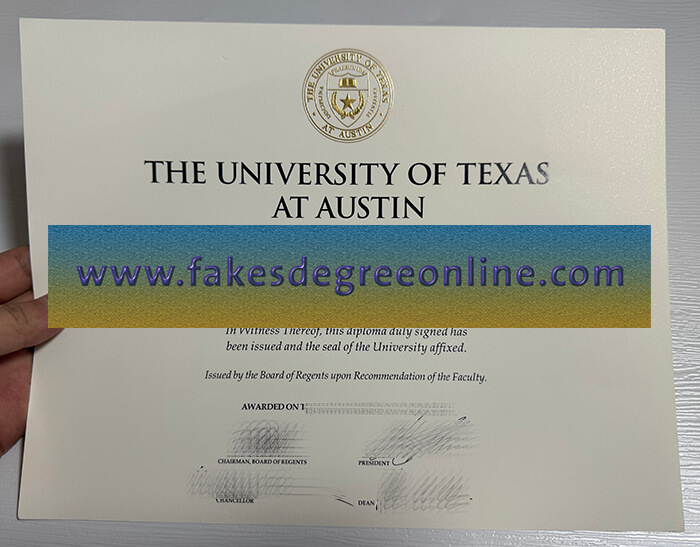 THE UNIVERSITY OF TEXAS
AT AUSTIN
THE UNIVERSITY OF TEXAS
AT AUSTIN
www.fakesdegreeonline.com
In Witness Thereof, this diploma duly signed has
been issued and the seal of the University affixed.
Issued by the Board of Regents upon Recommendation of the Faculty.
AWARDED ON T
CHAIRMAN, BOARD OF REGENTS
PRESIDENT
CHANCELLOR
DEAN